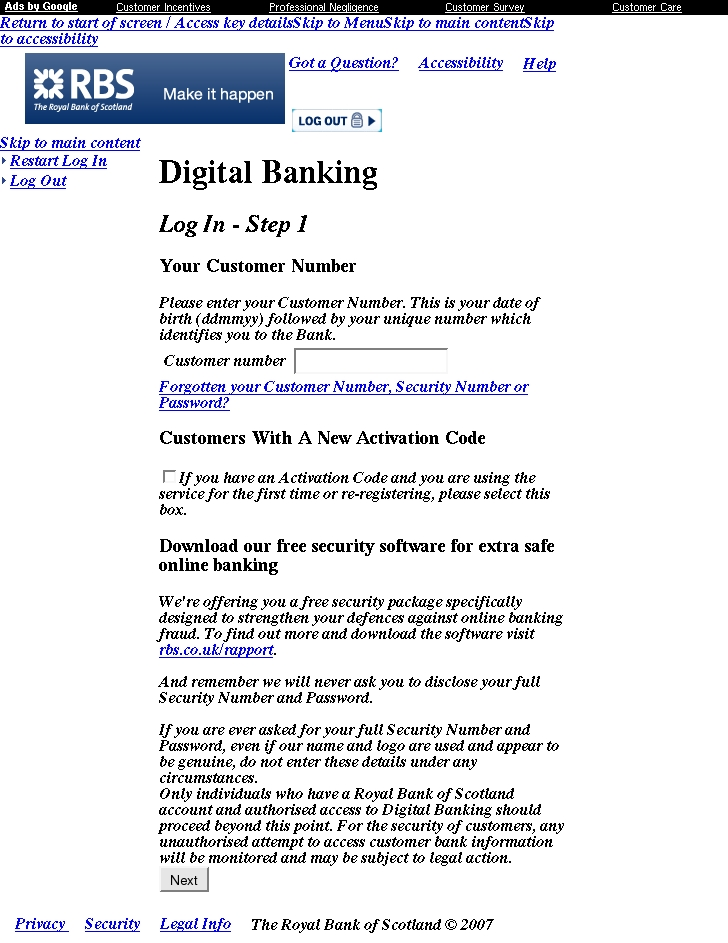 Ads by Google Customer Incentives Professional Negligence Customer Survey Customer Care
Return to start of screen / Access key detailsSkip to MenuSkip to main contentSkip
to accessibility
RBS
The Royal Bank of Scotland
Make it happen
Got a Question? Accessibility Help
LOG OUT
Skip to main content
Restart Log In
Log Out
Digital Banking
Log In - Step 1
Your Customer Number
Please enter your Customer Number. This is your date of
birth (ddmmyy) followed by your unique number which
identifies you to the Bank.
Customer number
Forgotten your Customer Number, Security Number or
Password?
Customers With A New Activation Code
If you have an Activation Code and you are using the
service for the first time or re-registering, please select this
box.
Download our free security software for extra safe
online banking
We're offering you a free security package specifically
designed to strengthen your defences against online banking
fraud. To find out more and download the software visit
rbs.co.uk/rapport.
And remember we will never ask you to disclose your full
Security Number and Password.
If you are ever asked for your full Security Number and
Password, even if our name and logo are used and appear to
be genuine, do not enter these details under any
circumstances.
Only individuals who have a Royal Bank of Scotland
account and authorised access to Digital Banking should
proceed beyond this point. For the security of customers, any
unauthorised attempt to access customer bank information
will be monitored and may be subject to legal action.
Next
Privacy Security Legal Info The Royal Bank of Scotland © 2007